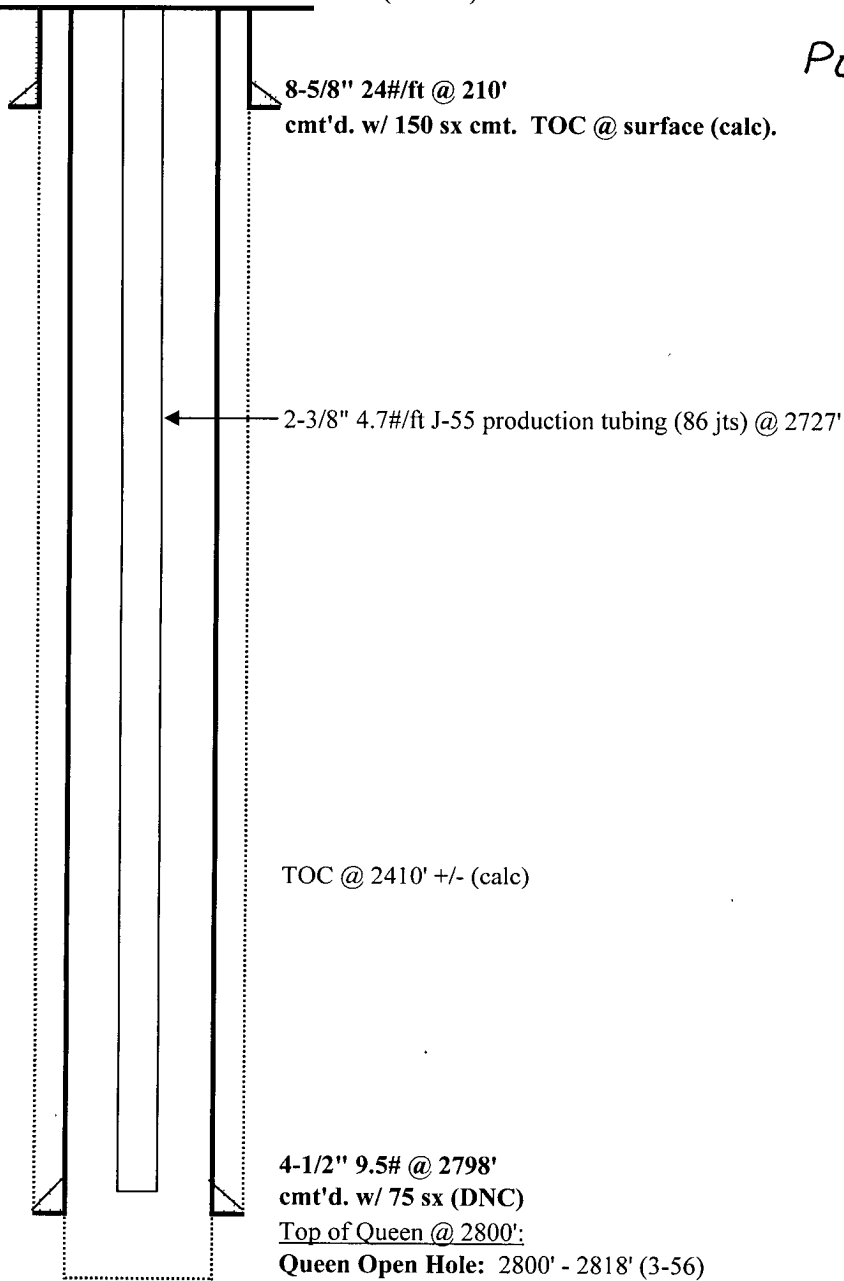 8-5/8" 24#/ft @ 210'
cmt'd. w/ 150 sx cmt. TOC @ surface (calc).
2-3/8" 4.7#/ft J-55 production tubing (86 jts) @ 2727'
TOC @ 2410' +/- (calc)
4-1/2" 9.5# @ 2798'
cmt'd. w/ 75 sx (DNC)
Top of Queen @ 2800':
Queen Open Hole: 2800' - 2818' (3-56)